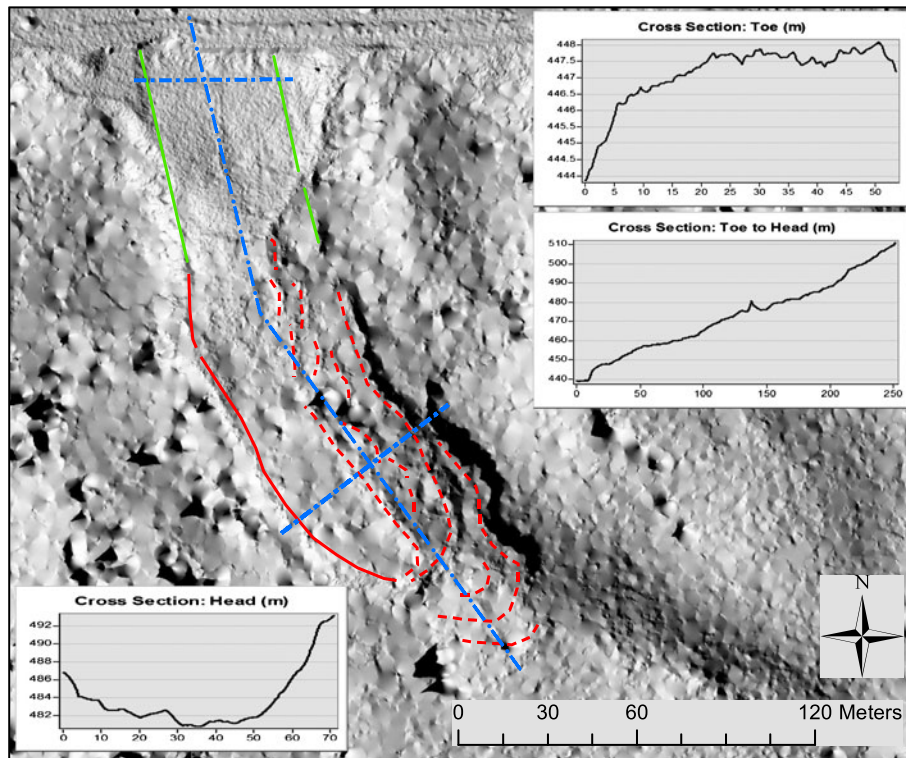 Cross Section: Toe (m)
448
447.5
447
446.5
446
445.5
445
444.5
444
0 5 10 15 20 25 30 35 40 45 50
Cross Section: Toe to Head (m)
510
500
490
480
470
460
450
440
0 50 100 150 200 250
Cross Section: Head (m)
492
490
488
486
484
482
0 10 20 30 40 50 60 70
N
0 30 60 120 Meters